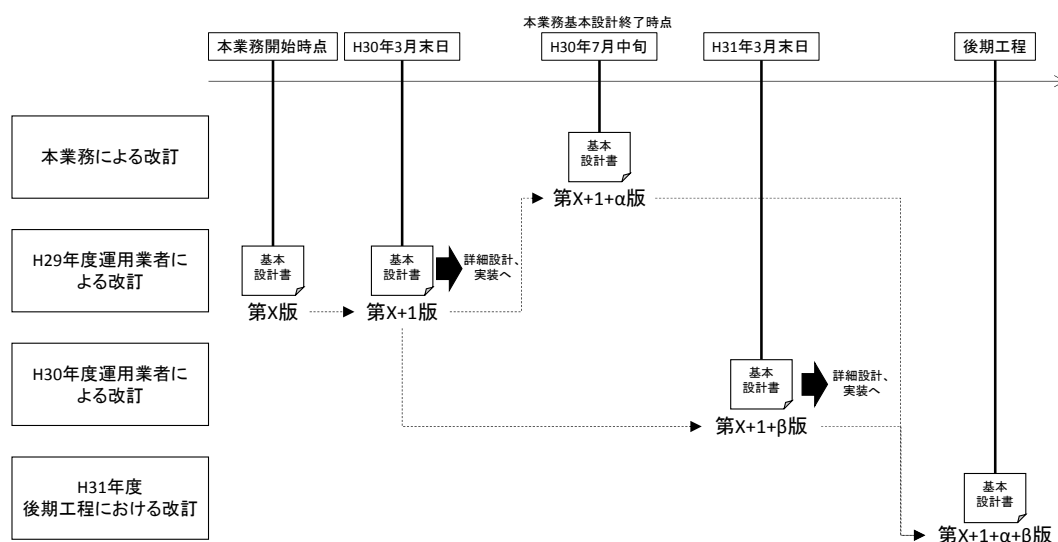 本業務基本設計終了時点
本業務開始時点
H30年3月末日
H30年7月中旬
H31年3月末日
後期工程
本業務による改訂
基本
設計書
第X+1+α版
H29年度運用業者に
よる改訂
基本
設計書
第X版
基本
設計書
第X+1版
詳細設計、
実装へ
H30年度運用業者に
よる改訂
基本
設計書
第X+1+β版
詳細設計、
実装へ
H31年度
後期工程における改訂
基本
設計書
第X+1+α+β版